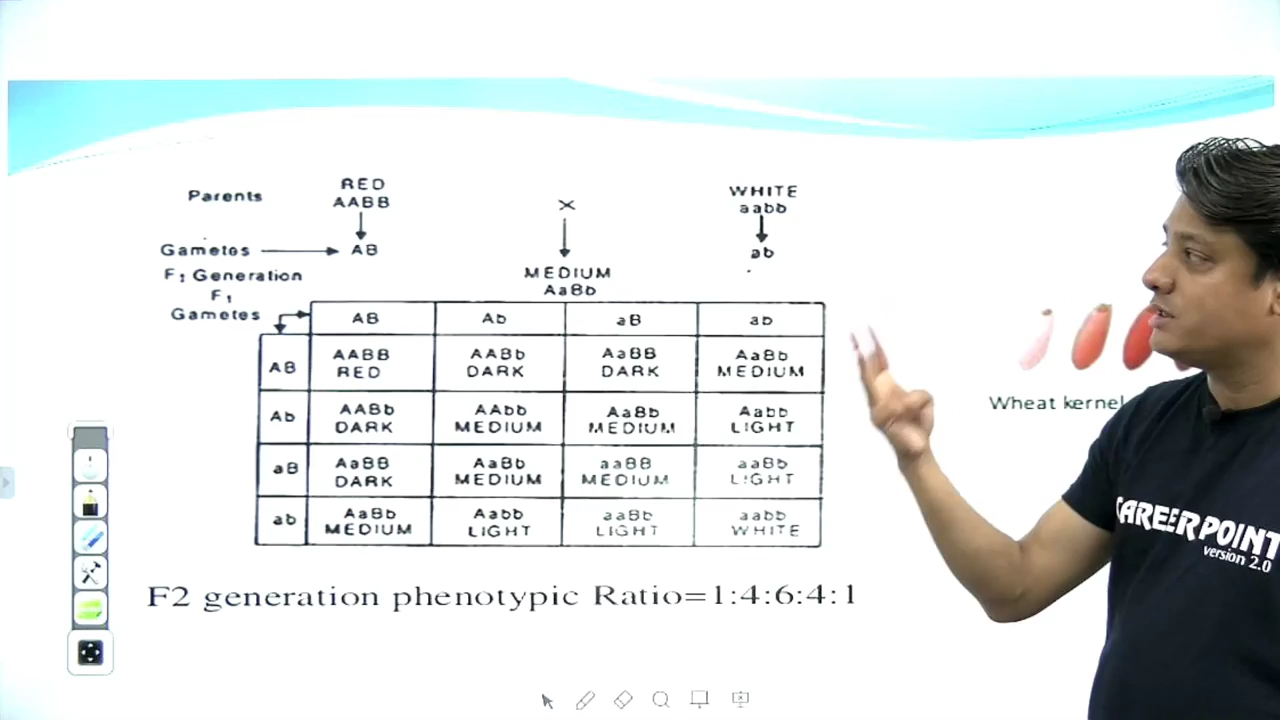 Parents
RED
AABB
×
WHITE
aabb
Gametes
AB
ab
F1 Generation
MEDIUM
AaBb
F1
Gametes
AB Ab aB ab
AB
AABB
RED
AABb
DARK
AaBB
DARK
AaBb
MEDIUM
Ab
AABb
DARK
AAbb
MEDIUM
AaBb
MEDIUM
Aabb
LIGHT
aB
AaBB
DARK
AaBb
MEDIUM
aaBB
MEDIUM
aaBb
LIGHT
ab
AaBb
MEDIUM
Aabb
LIGHT
aaBb
LIGHT
aabb
WHITE
F2 generation phenotypic Ratio=1:4:6:4:1
Wheat kernel
CAREER POINT
version 2.0